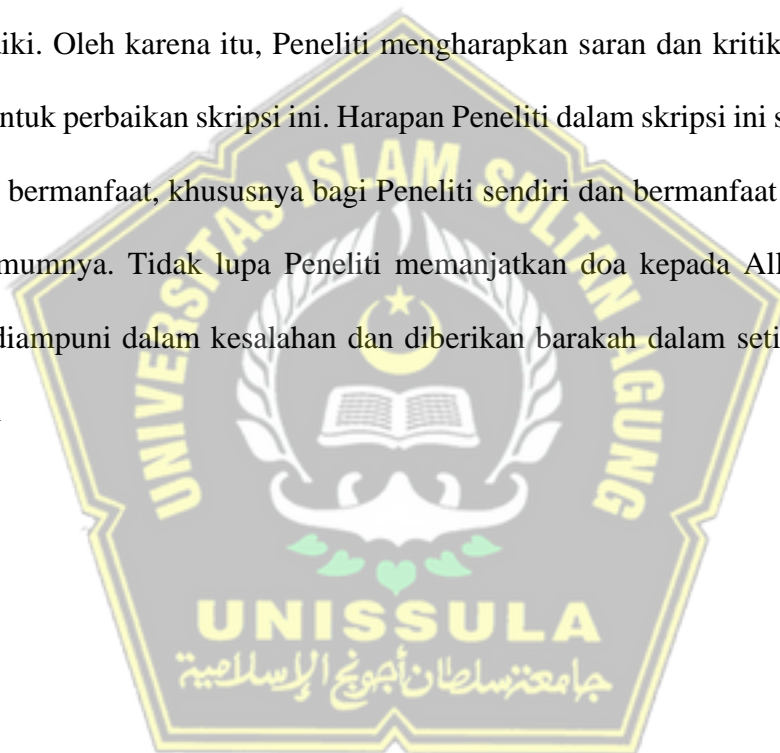 aiki. Oleh karena itu, Peneliti mengharapkan saran dan kritik
ntuk perbaikan skripsi ini. Harapan Peneliti dalam skripsi ini s
bermanfaat, khususnya bagi Peneliti sendiri dan bermanfaat
mumnya. Tidak lupa Peneliti memanjatkan doa kepada All
diampuni dalam kesalahan dan diberikan barakah dalam seti
UNIVERSITAS ISLAM SULTAN AGUNG
UNISSULA
جامعة سلطان أجونج الإسلامية